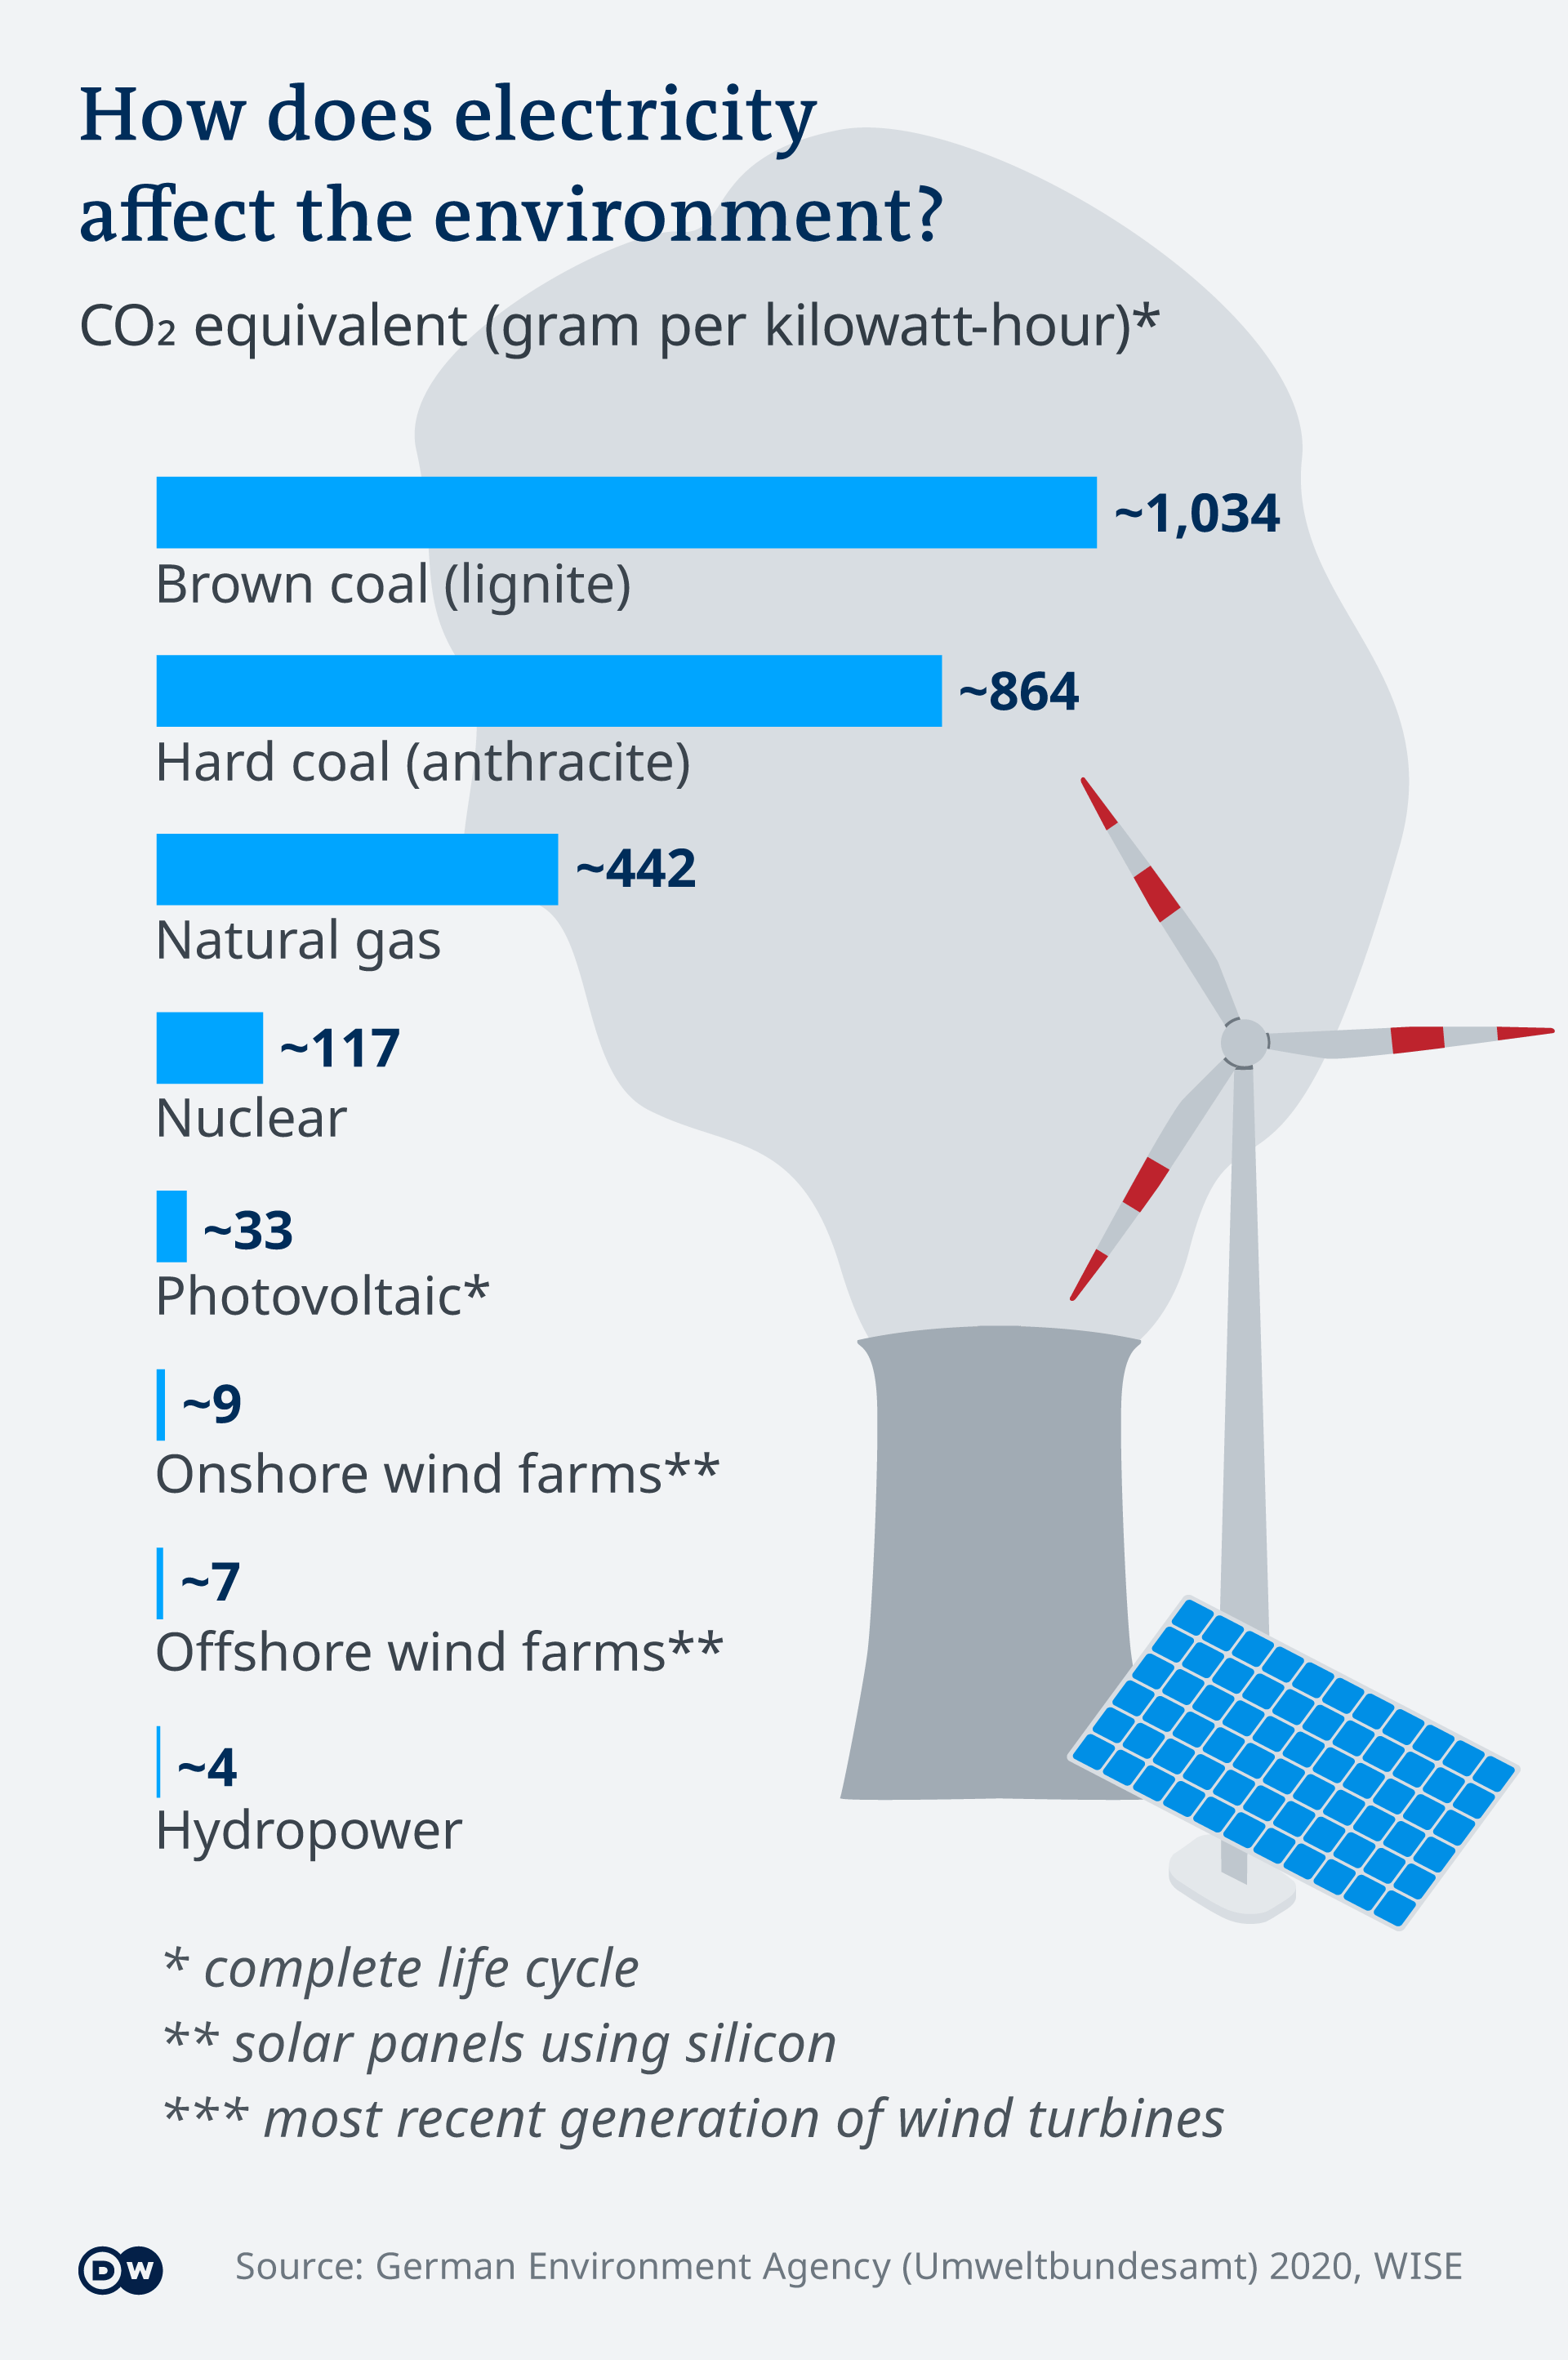 How does electricity
affect the environment?
CO₂ equivalent (gram per kilowatt-hour)*
~1,034
Brown coal (lignite)
~864
Hard coal (anthracite)
~442
Natural gas
~117
Nuclear
~33
Photovoltaic*
~9
Onshore wind farms**
~7
Offshore wind farms**
~4
Hydropower
* complete life cycle
** solar panels using silicon
*** most recent generation of wind turbines
DW
Source: German Environment Agency (Umweltbundesamt) 2020, WISE